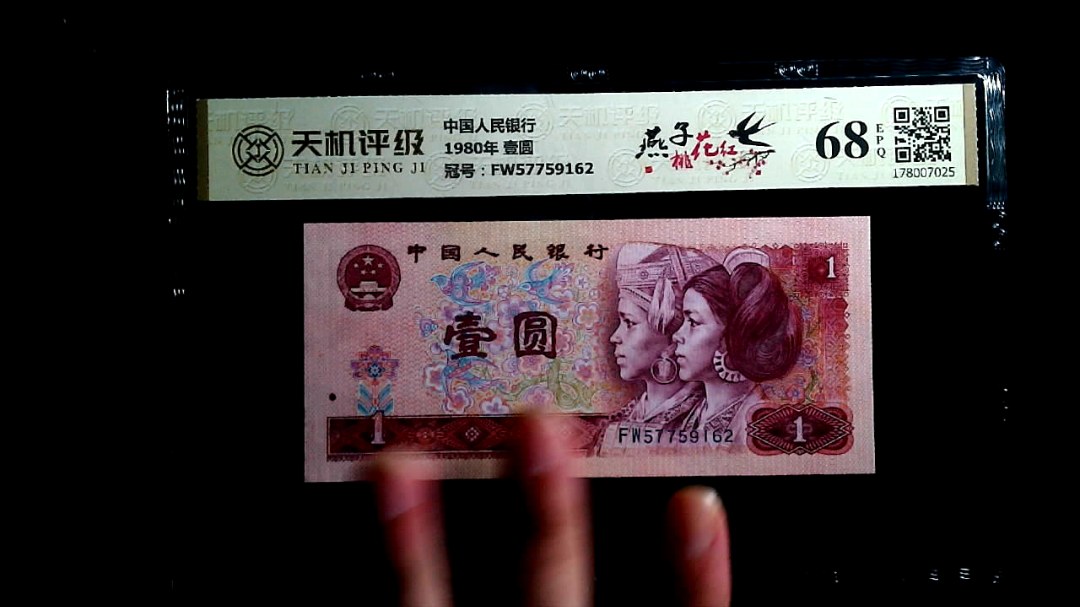 天机评级
TIAN JI PING JI
中国人民银行
1980年 壹圆
冠号：FW57759162
燕子
桃花红
68
EPQ
178007025
中国人民银行
1
壹圆
1
FW57759162
1